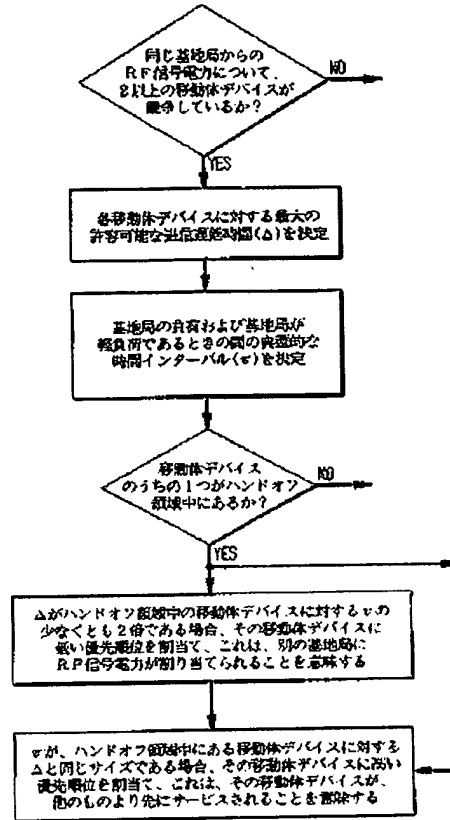 同じ基地局からの
RF信号電力について、
2以上の移動体デバイスが
競争しているか?
NO
YES
各移動体デバイスに対する最大の
許容可能な送信遅延時間(Δ)を決定
基地局の負荷および基地局が
軽負荷であるときの間の典型的な
時間インターバル(σ)を決定
移動体デバイス
のうちの1つがハンドオフ
領域中にあるか?
NO
YES
Δがハンドオフ領域中の移動体デバイスに対するσの
少なくとも2倍である場合、その移動体デバイスに
低い優先順位を割当て、これは、別の基地局に
RF信号電力が割り当てられることを意味する
σが、ハンドオフ領域中にある移動体デバイスに対する
Δと同じサイズである場合、その移動体デバイスに高い
優先順位を割当て、これは、その移動体デバイスが、
他のものより先にサービスされることを意味する